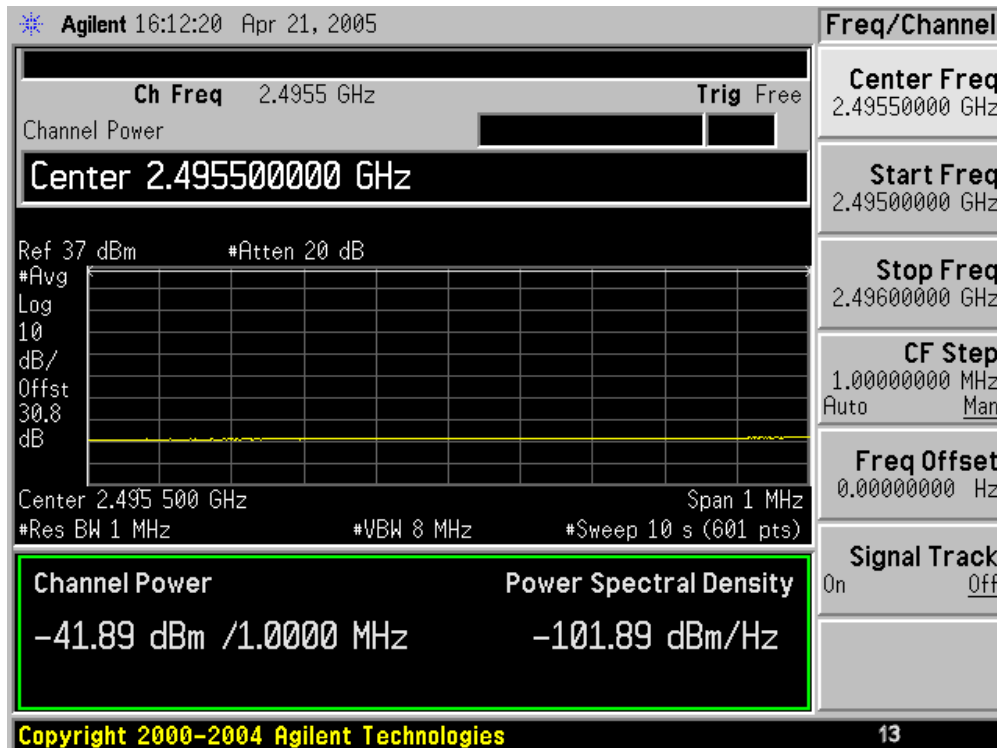 Agilent 16:12:20 Apr 21, 2005
Freq/Channel
Ch Freq 2.4955 GHz Trig Free
Channel Power
Center 2.495500000 GHz
Ref 37 dBm #Atten 20 dB
#Avg
Log
10
dB/
Offst
30.8
dB
Center 2.495 500 GHz Span 1 MHz
#Res BW 1 MHz #VBW 8 MHz #Sweep 10 s (601 pts)
Channel Power Power Spectral Density
-41.89 dBm /1.0000 MHz -101.89 dBm/Hz
Center Freq
2.49550000 GHz
Start Freq
2.49500000 GHz
Stop Freq
2.49600000 GHz
CF Step
1.00000000 MHz
Auto Man
Freq Offset
0.00000000 Hz
Signal Track
On Off
Copyright 2000-2004 Agilent Technologies 13